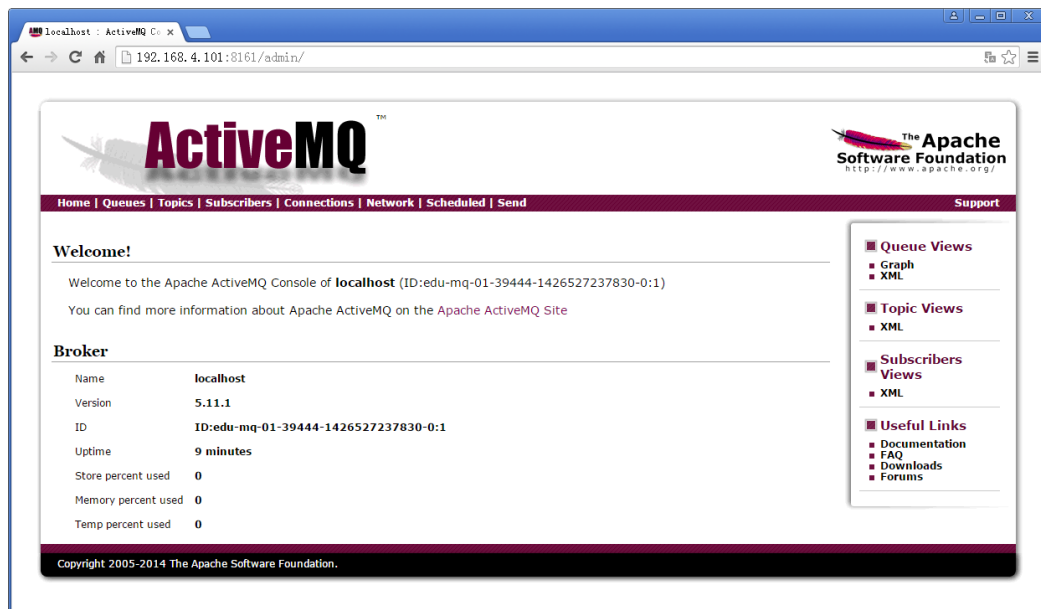 localhost : ActiveMQ Co
192.168.4.101:8161/admin/
ActiveMQ™
The Apache
Software Foundation
http://www.apache.org/
Home | Queues | Topics | Subscribers | Connections | Network | Scheduled | Send
Support
Welcome!
Welcome to the Apache ActiveMQ Console of localhost (ID:edu-mq-01-39444-1426527237830-0:1)
You can find more information about Apache ActiveMQ on the Apache ActiveMQ Site
Broker
Name localhost
Version 5.11.1
ID ID:edu-mq-01-39444-1426527237830-0:1
Uptime 9 minutes
Store percent used 0
Memory percent used 0
Temp percent used 0
Queue Views
Graph
XML
Topic Views
XML
Subscribers
Views
XML
Useful Links
Documentation
FAQ
Downloads
Forums
Copyright 2005-2014 The Apache Software Foundation.